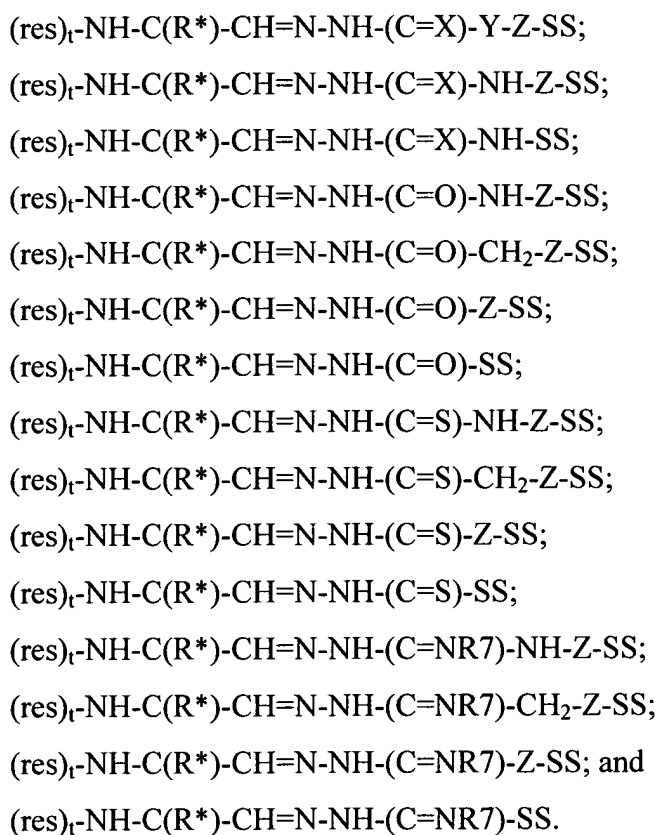 (res)ₜ-NH-C(R*)-CH=N-NH-(C=X)-Y-Z-SS;
(res)ₜ-NH-C(R*)-CH=N-NH-(C=X)-NH-Z-SS;
(res)ₜ-NH-C(R*)-CH=N-NH-(C=X)-NH-SS;
(res)ₜ-NH-C(R*)-CH=N-NH-(C=O)-NH-Z-SS;
(res)ₜ-NH-C(R*)-CH=N-NH-(C=O)-CH₂-Z-SS;
(res)ₜ-NH-C(R*)-CH=N-NH-(C=O)-Z-SS;
(res)ₜ-NH-C(R*)-CH=N-NH-(C=O)-SS;
(res)ₜ-NH-C(R*)-CH=N-NH-(C=S)-NH-Z-SS;
(res)ₜ-NH-C(R*)-CH=N-NH-(C=S)-CH₂-Z-SS;
(res)ₜ-NH-C(R*)-CH=N-NH-(C=S)-Z-SS;
(res)ₜ-NH-C(R*)-CH=N-NH-(C=S)-SS;
(res)ₜ-NH-C(R*)-CH=N-NH-(C=NR7)-NH-Z-SS;
(res)ₜ-NH-C(R*)-CH=N-NH-(C=NR7)-CH₂-Z-SS;
(res)ₜ-NH-C(R*)-CH=N-NH-(C=NR7)-Z-SS; and
(res)ₜ-NH-C(R*)-CH=N-NH-(C=NR7)-SS.